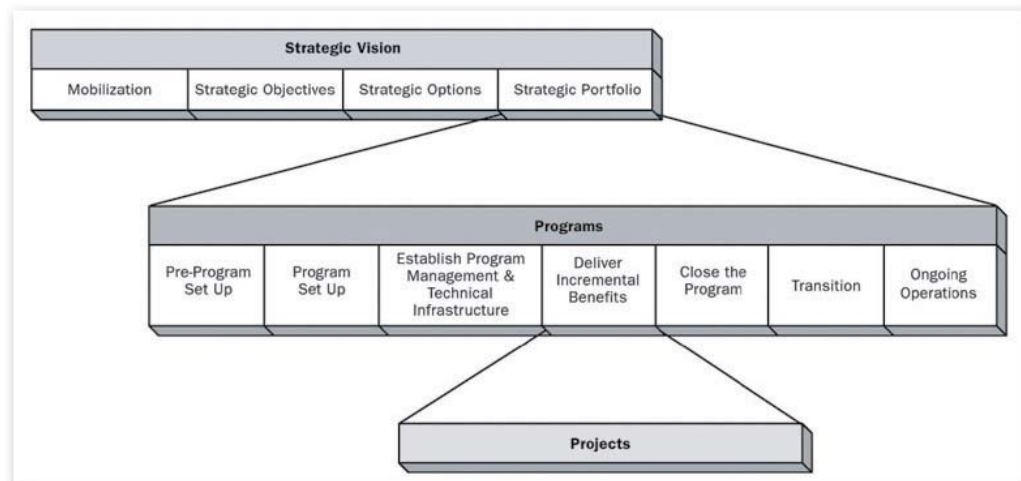 Strategic Vision
Mobilization
Strategic Objectives
Strategic Options
Strategic Portfolio
Programs
Pre-Program
Set Up
Program
Set Up
Establish Program
Management &
Technical
Infrastructure
Deliver
Incremental
Benefits
Close the
Program
Transition
Ongoing
Operations
Projects